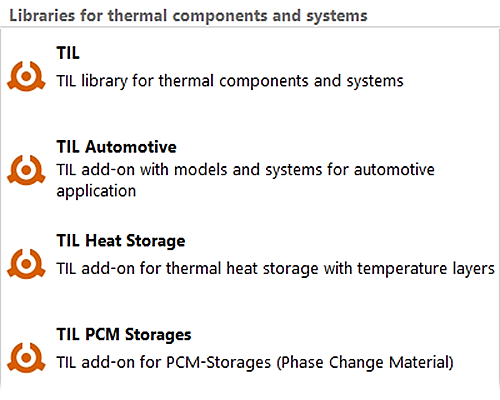 Libraries for thermal components and systems
TIL
TIL library for thermal components and systems
TIL Automotive
TIL add-on with models and systems for automotive
application
TIL Heat Storage
TIL add-on for thermal heat storage with temperature layers
TIL PCM Storages
TIL add-on for PCM-Storages (Phase Change Material)